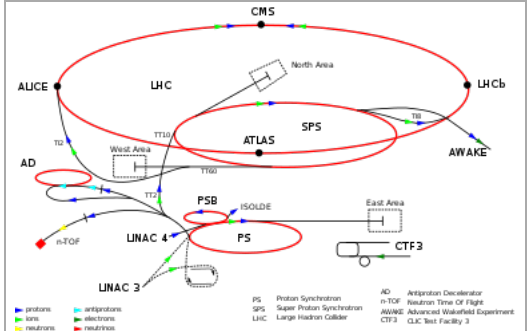 CMS
North Area
ALICE
LHC
LHCb
TT10
SPS
TI8
TI2
ATLAS
West Area
AWAKE
TT60
AD
TT2
PSB
ISOLDE
East Area
LINAC 4
PS
n-TOF
CTF3
LINAC 3
protons
ions
neutrons
antiprotons
electrons
neutrinos
PS Proton Synchrotron
SPS Super Proton Synchrotron
LHC Large Hadron Collider
AD Antiproton Decelerator
n-TOF Neutron Time Of Flight
AWAKE Advanced Wakefield Experiment
CTF3 CLIC Test Facility 3